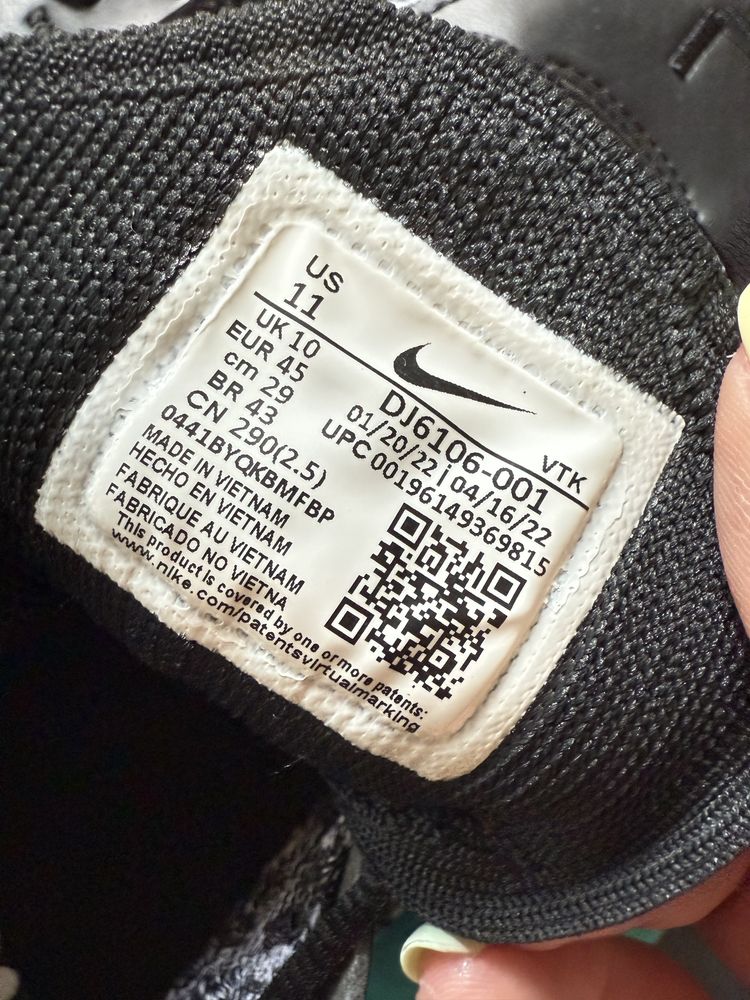 US
11
UK 10
EUR 45
cm 29
BR 43
CN 290(2.5)
0441BYQKBMFBP
MADE IN VIETNAM
HECHO EN VIETNAM
FABRIQUE AU VIETNAM
FABRICADO NO VIETNA
This product is covered by one or more patents:
www.nike.com/patentsvirtualmarking
VTK
DJ6106-001
01/20/22 | 04/16/22
UPC 00196149369815